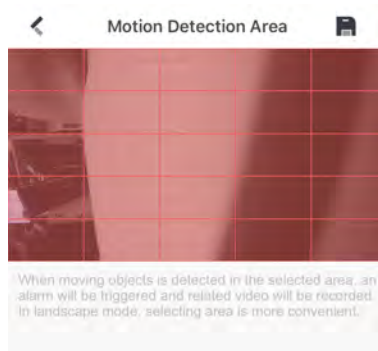 Motion Detection Area
When moving objects is detected in the selected area, an
alarm will be triggered and related video will be recorded.
In landscape mode, selecting area is more convenient.